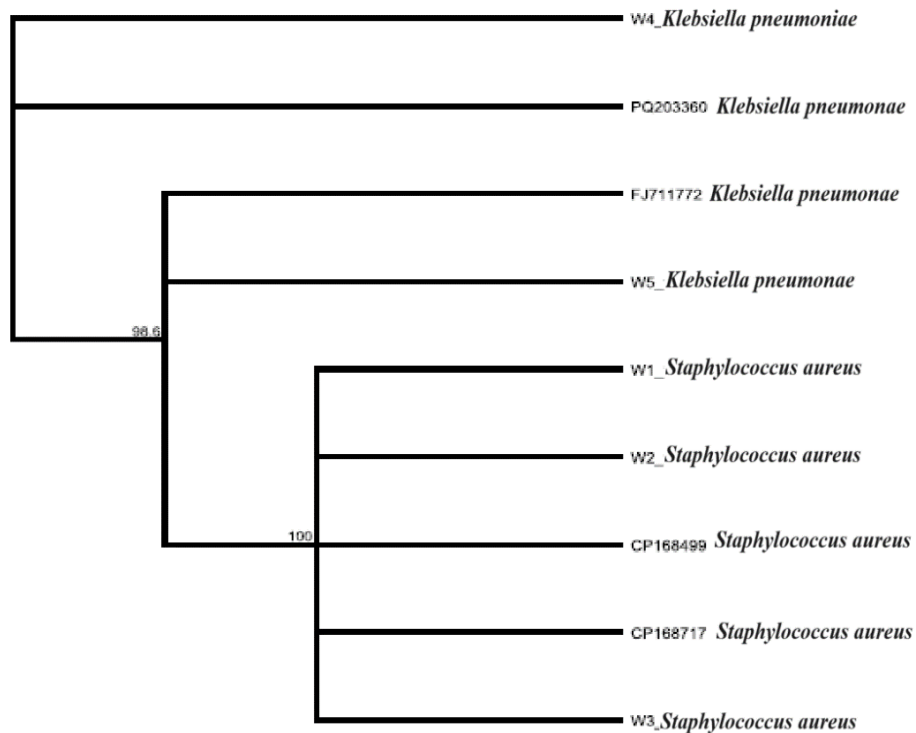 W4_Klebsiella pneumoniae
PQ203360 Klebsiella pneumonae
FJ711772 Klebsiella pneumonae
W5_Klebsiella pneumonae
98.6
W1_Staphylococcus aureus
W2_Staphylococcus aureus
100
CP168499 Staphylococcus aureus
CP168717 Staphylococcus aureus
W3_Staphylococcus aureus